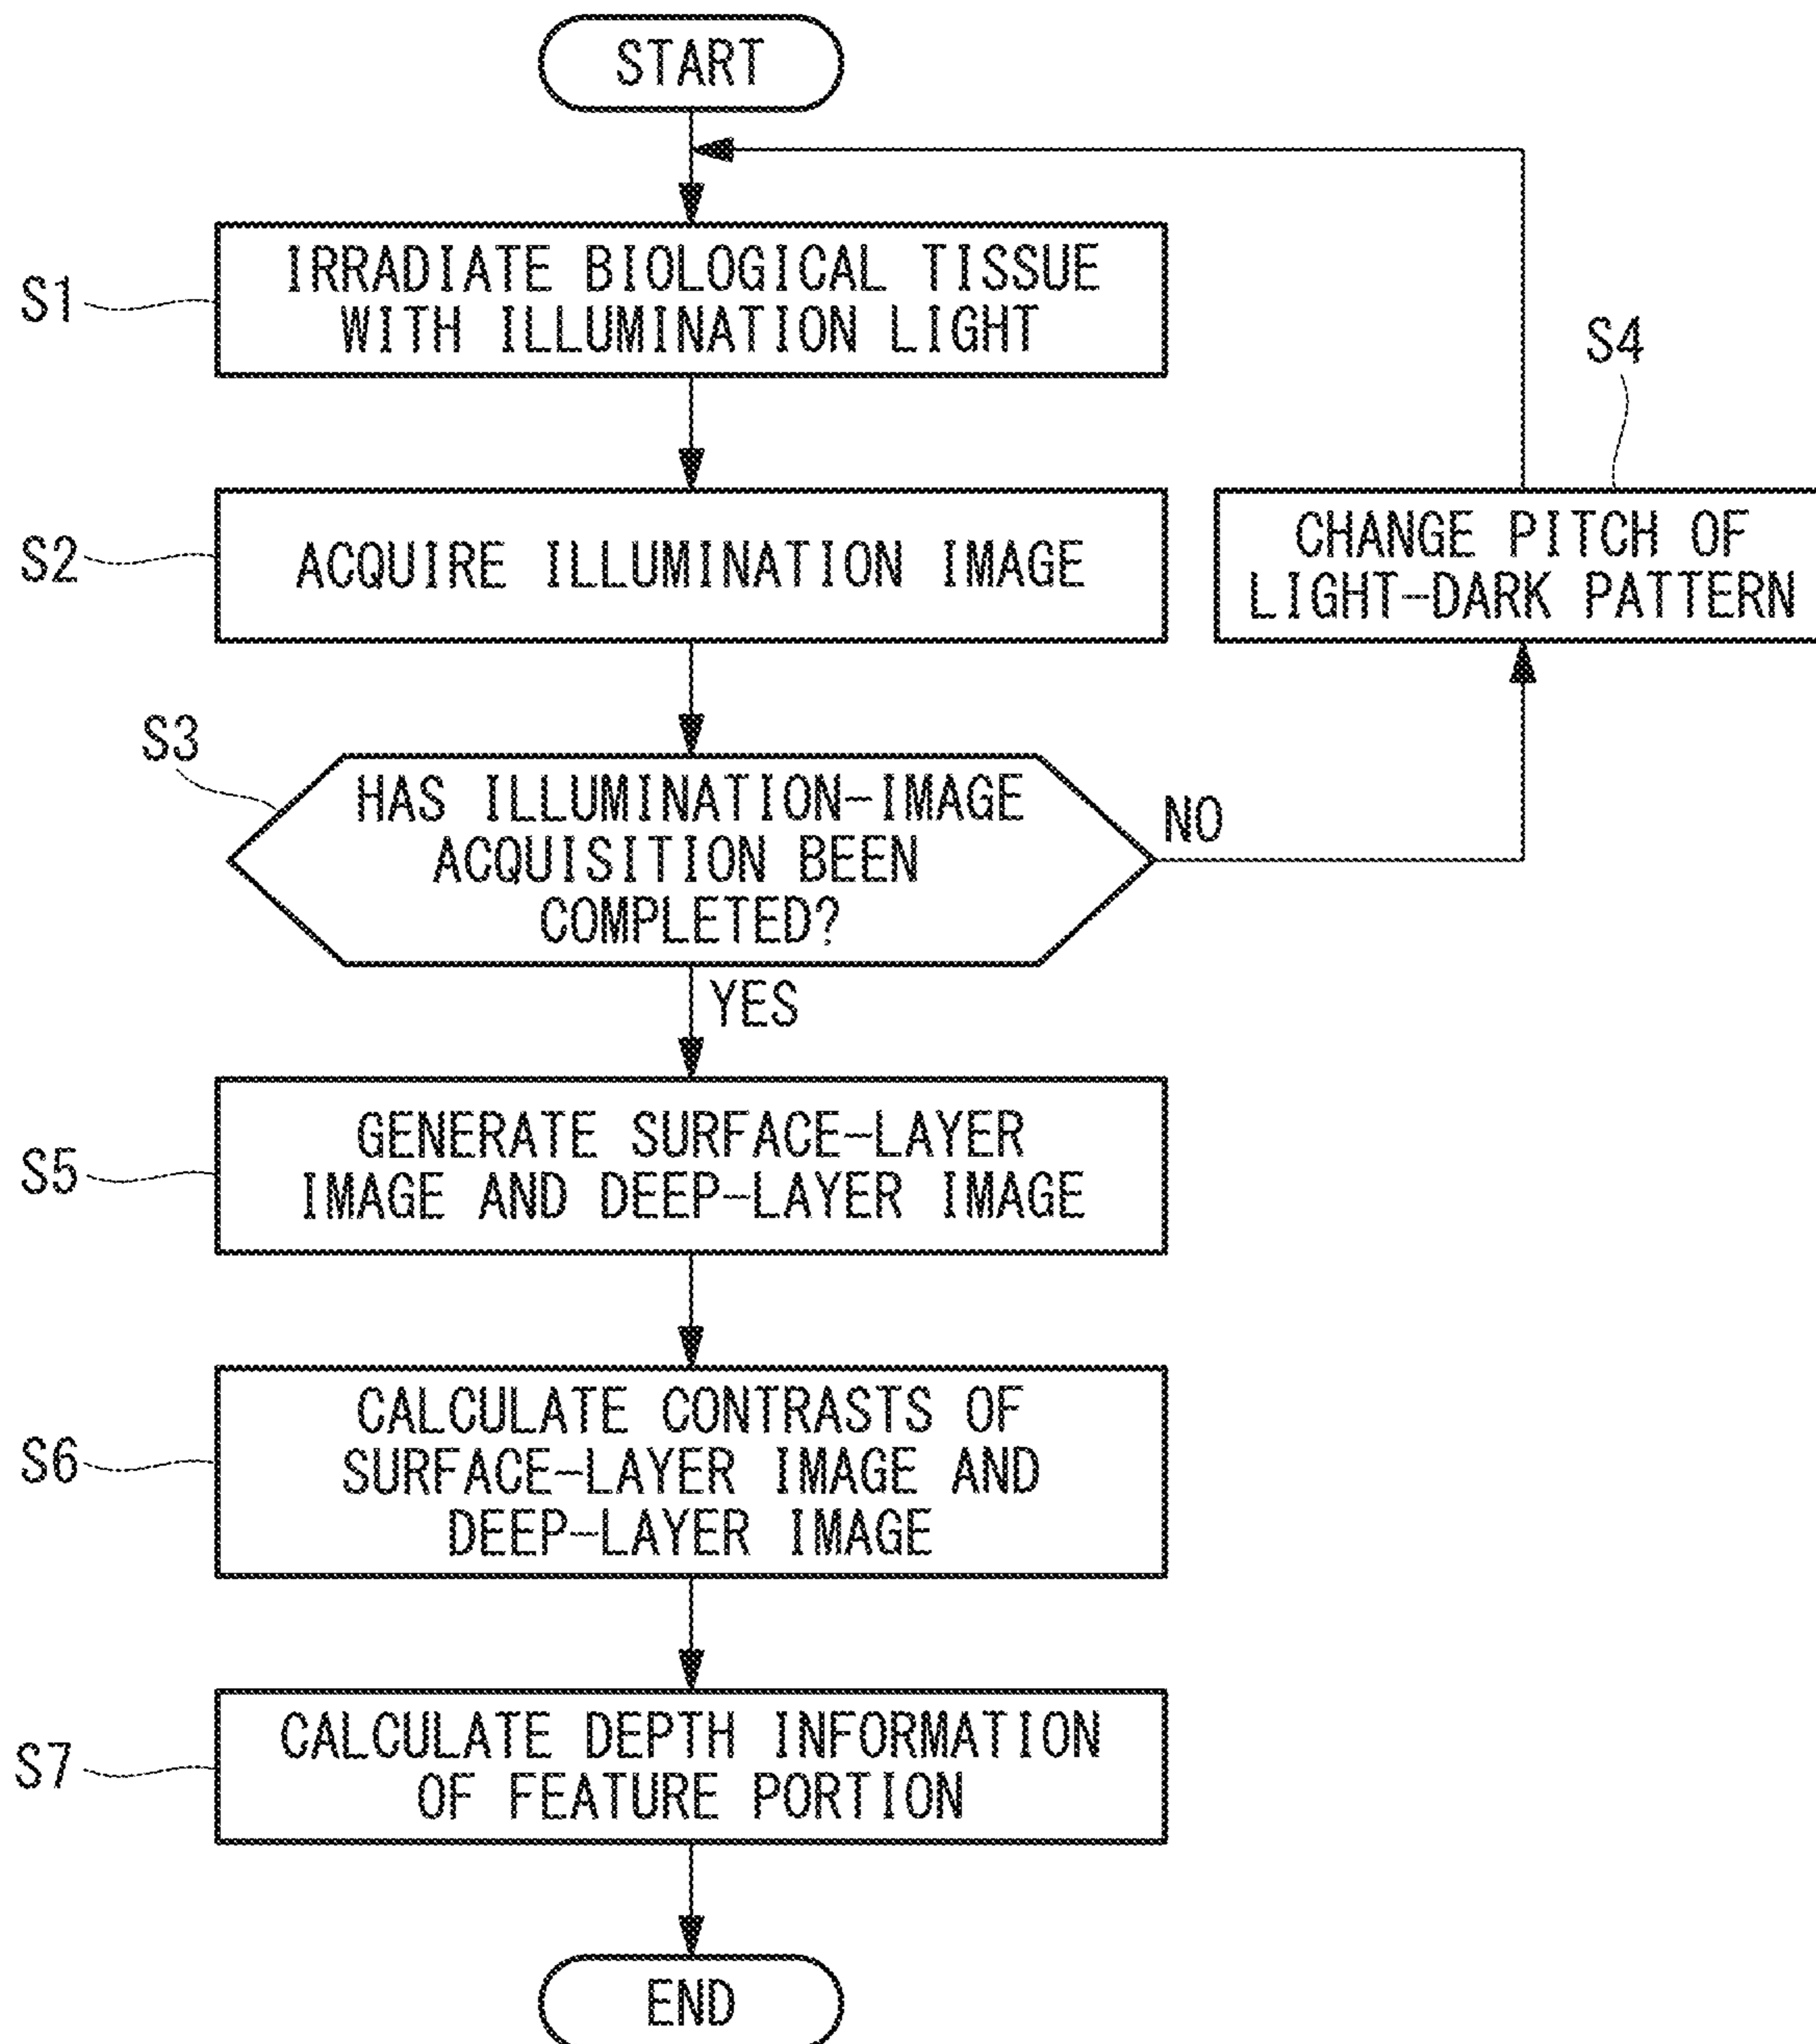 START
S1
IRRADIATE BIOLOGICAL TISSUE
WITH ILLUMINATION LIGHT
S4
S2
ACQUIRE ILLUMINATION IMAGE
CHANGE PITCH OF
LIGHT-DARK PATTERN
S3
HAS ILLUMINATION-IMAGE
ACQUISITION BEEN
COMPLETED?
NO
YES
S5
GENERATE SURFACE-LAYER
IMAGE AND DEEP-LAYER IMAGE
S6
CALCULATE CONTRASTS OF
SURFACE-LAYER IMAGE AND
DEEP-LAYER IMAGE
S7
CALCULATE DEPTH INFORMATION
OF FEATURE PORTION
END